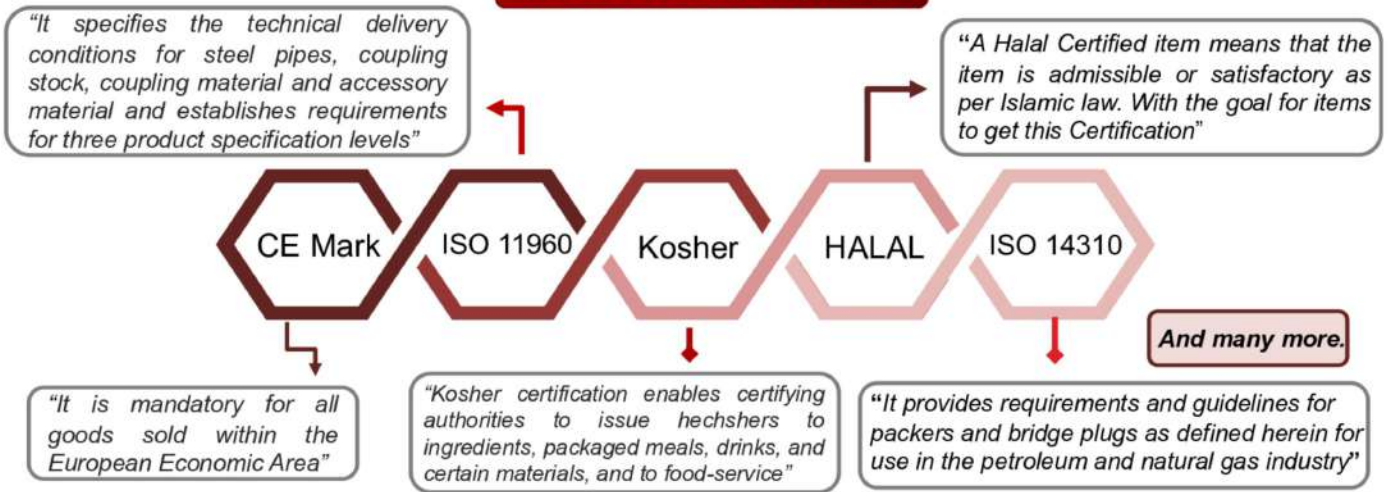 “It specifies the technical delivery
conditions for steel pipes, coupling
stock, coupling material and accessory
material and establishes requirements
for three product specification levels”
“A Halal Certified item means that the
item is admissible or satisfactory as
per Islamic law. With the goal for items
to get this Certification”
CE Mark
ISO 11960
Kosher
HALAL
ISO 14310
And many more.
“It is mandatory for all
goods sold within the
European Economic Area”
“Kosher certification enables certifying
authorities to issue hechshers to
ingredients, packaged meals, drinks, and
certain materials, and to food-service”
“It provides requirements and guidelines for
packers and bridge plugs as defined herein for
use in the petroleum and natural gas industry”